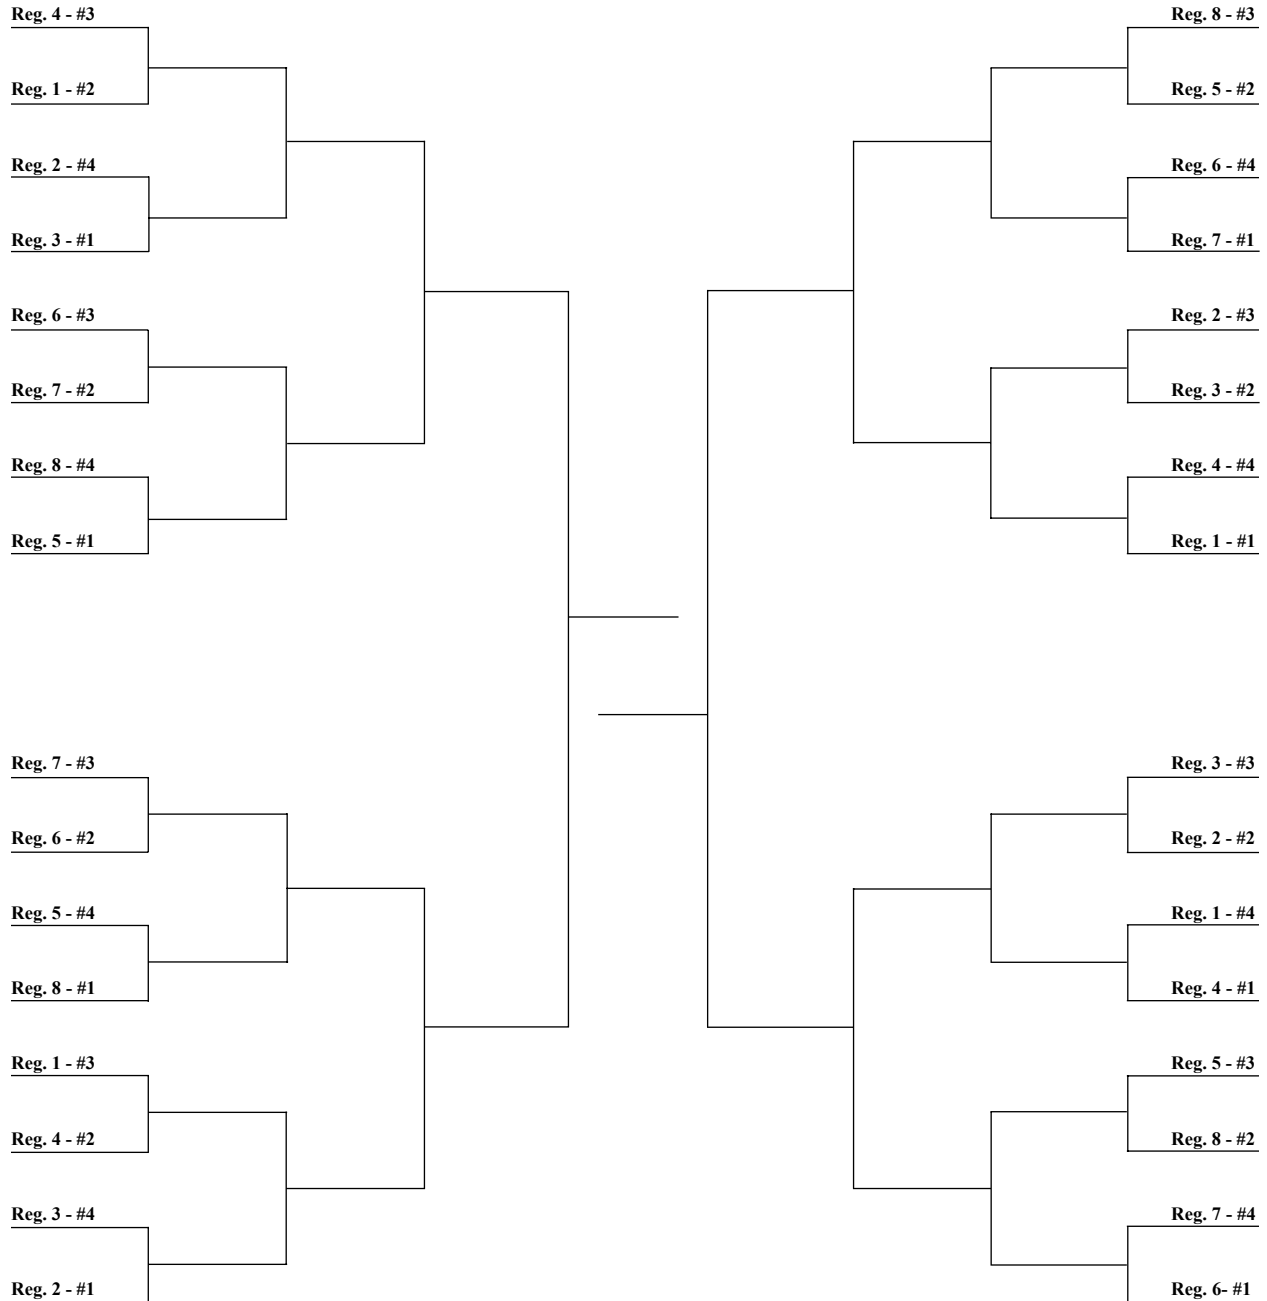 Reg. 4 - #3
Reg. 1 - #2
Reg. 2 - #4
Reg. 3 - #1
Reg. 6 - #3
Reg. 7 - #2
Reg. 8 - #4
Reg. 5 - #1
Reg. 7 - #3
Reg. 6 - #2
Reg. 5 - #4
Reg. 8 - #1
Reg. 1 - #3
Reg. 4 - #2
Reg. 3 - #4
Reg. 2 - #1
Reg. 8 - #3
Reg. 5 - #2
Reg. 6 - #4
Reg. 7 - #1
Reg. 2 - #3
Reg. 3 - #2
Reg. 4 - #4
Reg. 1 - #1
Reg. 3 - #3
Reg. 2 - #2
Reg. 1 - #4
Reg. 4 - #1
Reg. 5 - #3
Reg. 8 - #2
Reg. 7 - #4
Reg. 6- #1